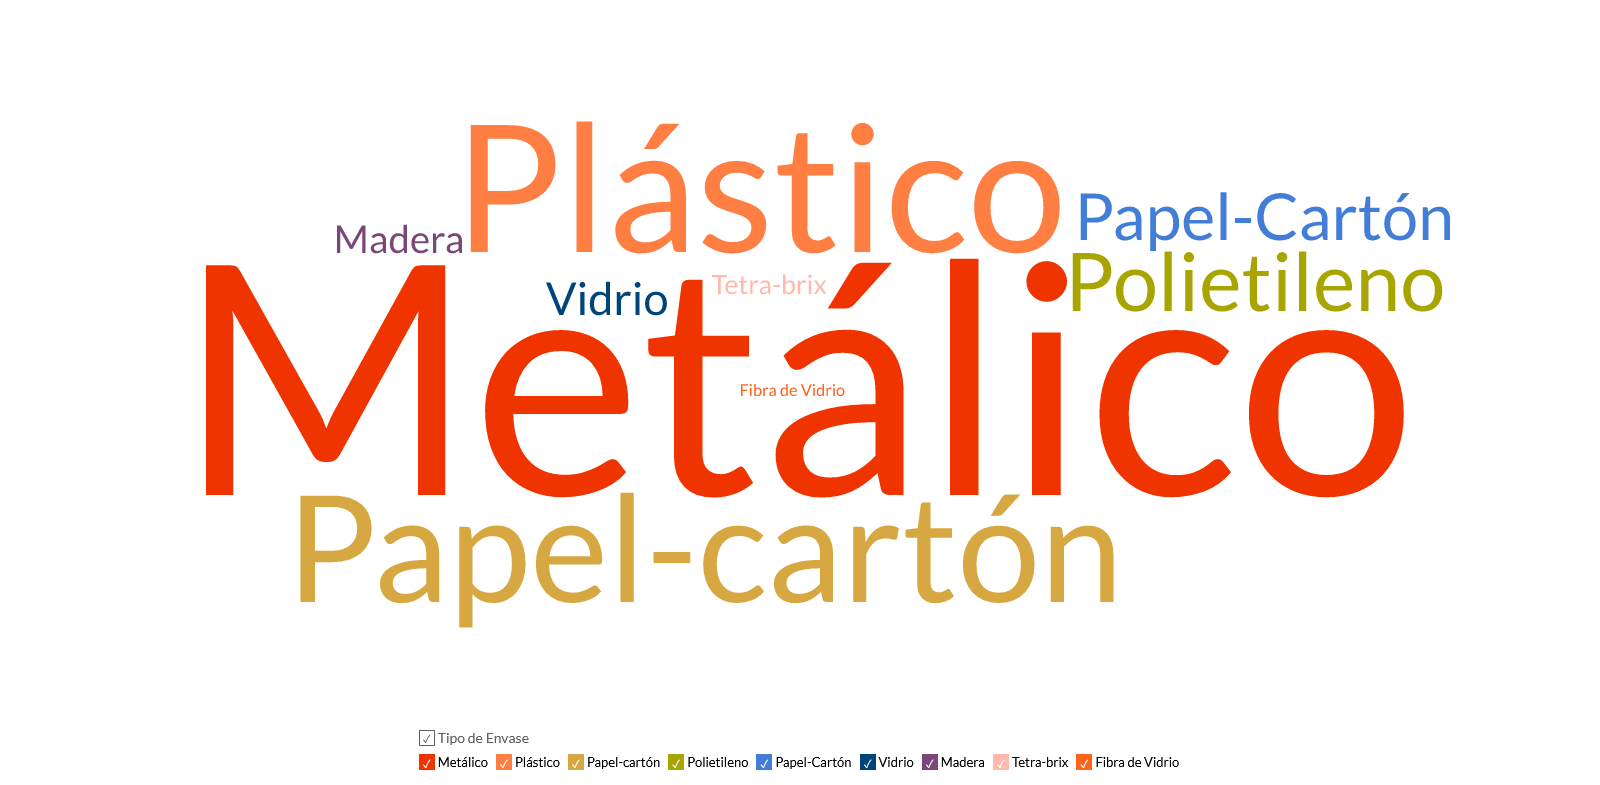 Plástico
Papel-Cartón
Madera
Polietileno
Tetra-brix
Vidrio
Metálico
Fibra de Vidrio
Papel-cartón
Tipo de Envase
Metálico Plástico Papel-cartón Polietileno Papel-Cartón Vidrio Madera Tetra-brix Fibra de Vidrio